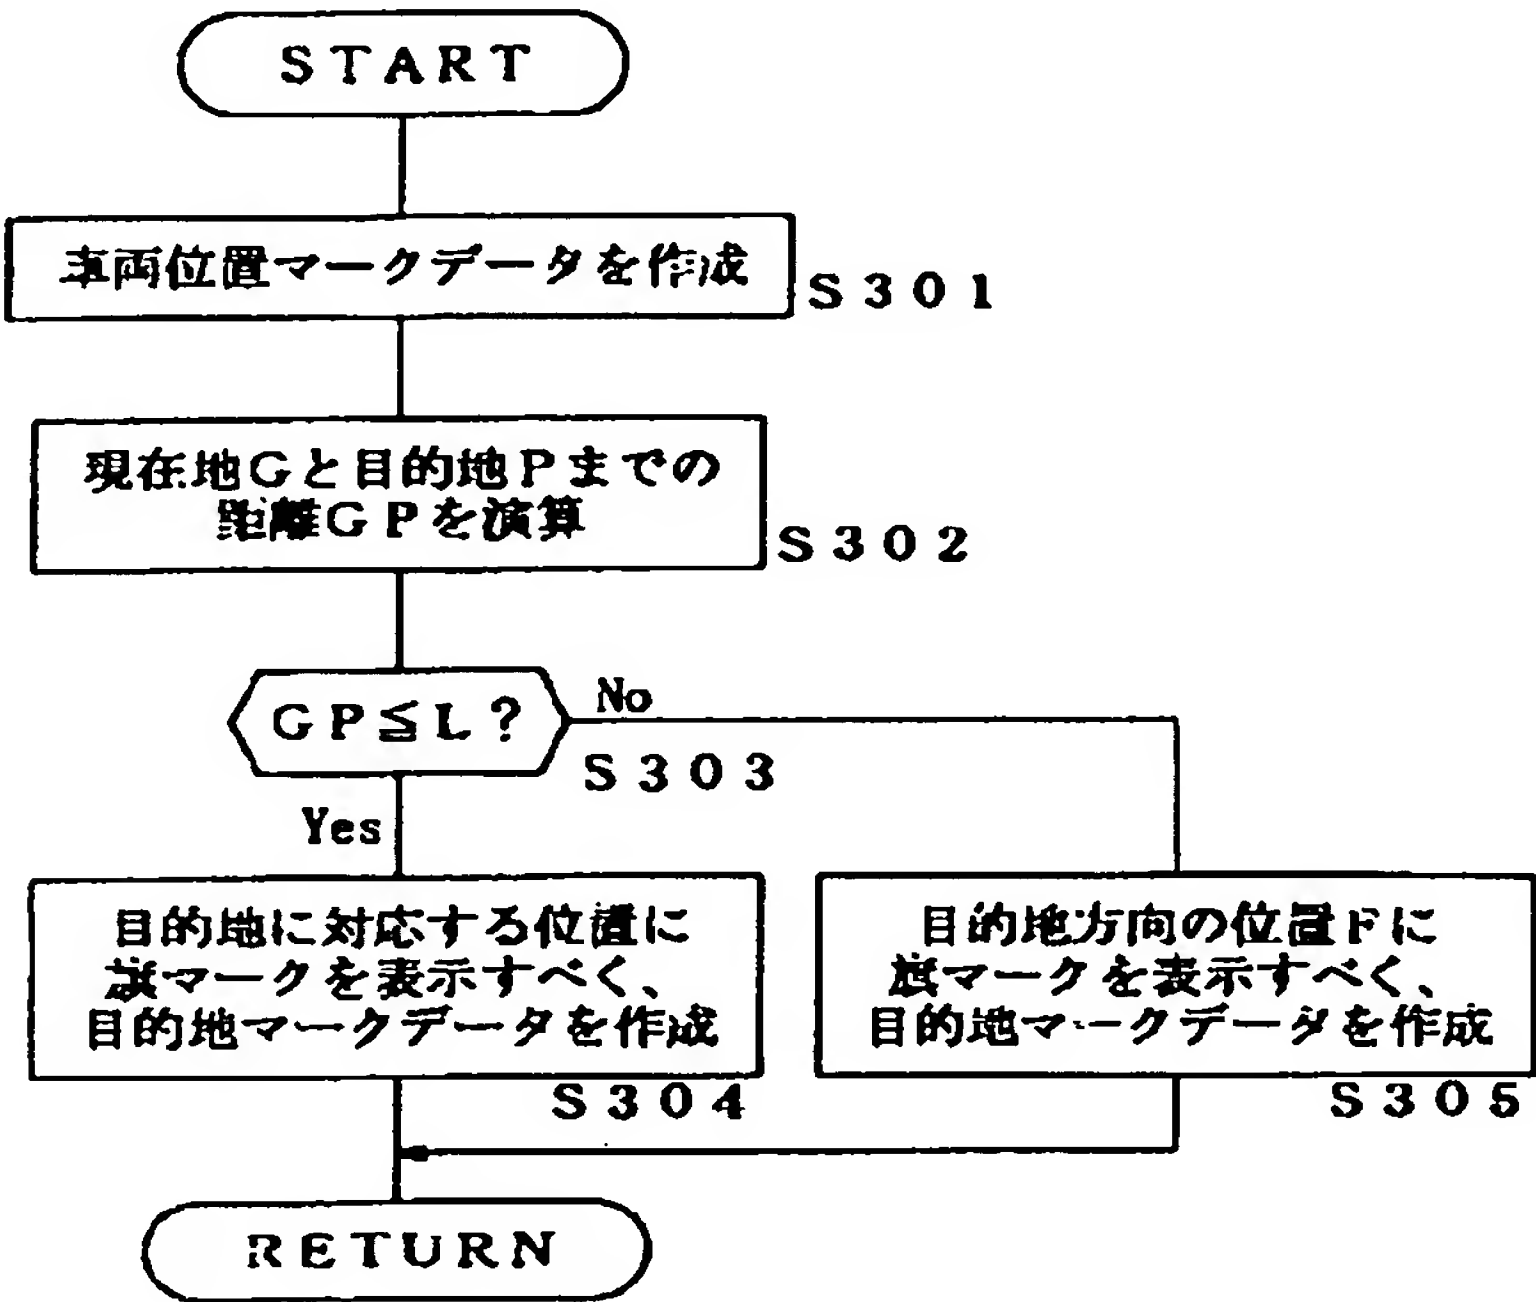 START
車両位置マークデータを作成
S301
現在地Gと目的地Pまでの
距離GPを演算
S302
GP≦L?
No
S303
Yes
目的地に対応する位置に
旗マークを表示すべく、
目的地マークデータを作成
S304
目的地方向の位置Fに
旗マークを表示すべく、
目的地マークデータを作成
S305
RETURN